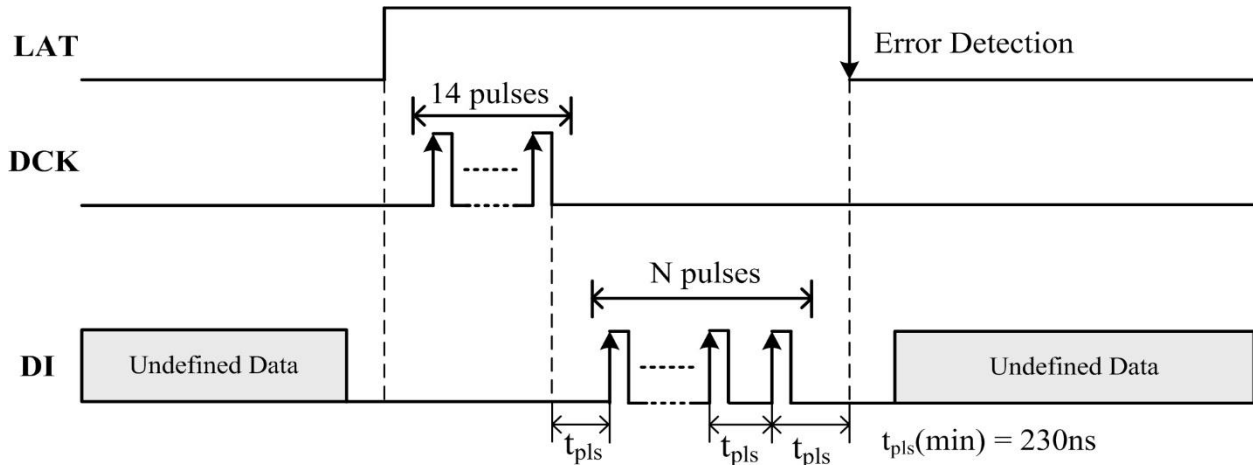 LAT
Error Detection
14 pulses
DCK
N pulses
DI
Undefined Data
Undefined Data
tpls
tpls
tpls
tpls(min) = 230ns